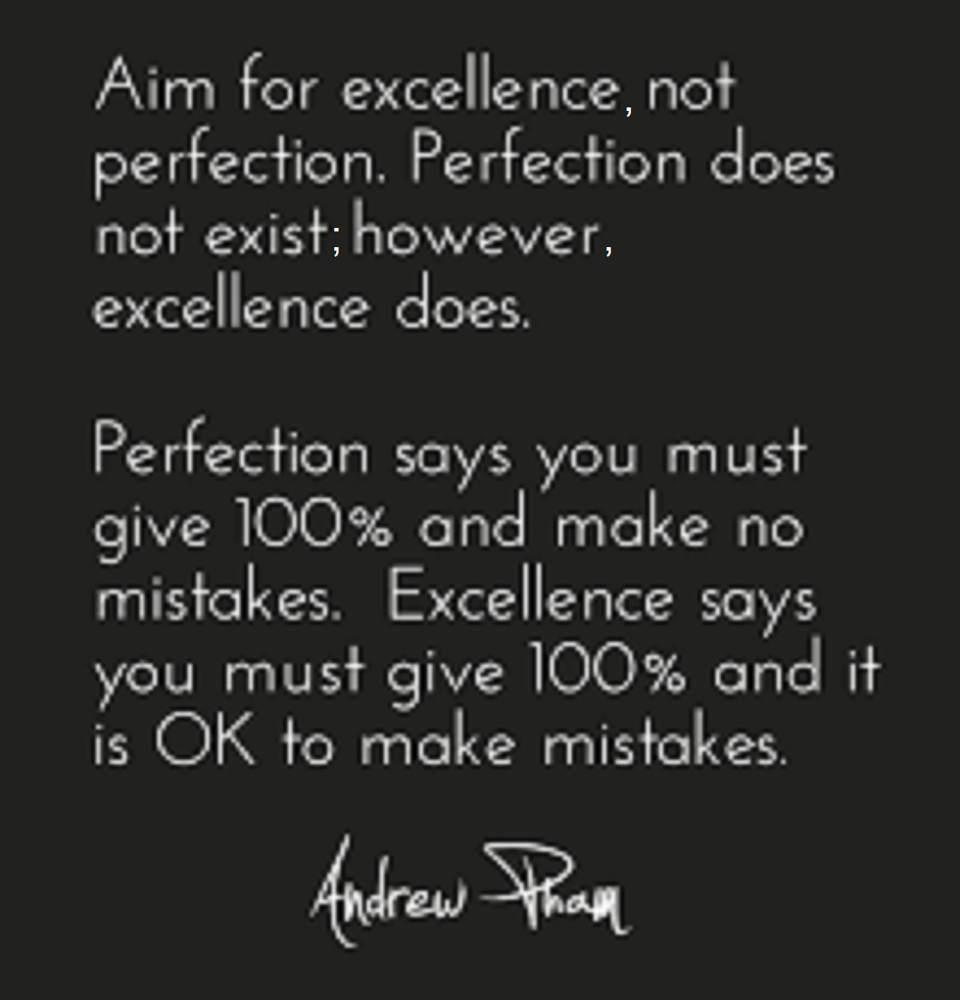 Aim for excellence, not
perfection. Perfection does
not exist; however,
excellence does.
Perfection says you must
give 100% and make no
mistakes. Excellence says
you must give 100% and it
is OK to make mistakes.
Andrew Pham